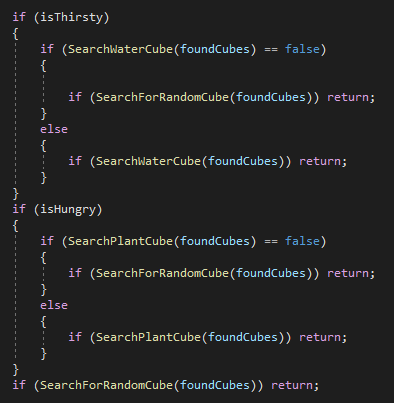 if (isThirsty)
{
if (SearchWaterCube(foundCubes) == false)
{
if (SearchForRandomCube(foundCubes)) return;
}
else
{
if (SearchWaterCube(foundCubes)) return;
}
}
if (isHungry)
{
if (SearchPlantCube(foundCubes) == false)
{
if (SearchForRandomCube(foundCubes)) return;
}
else
{
if (SearchPlantCube(foundCubes)) return;
}
}
if (SearchForRandomCube(foundCubes)) return;